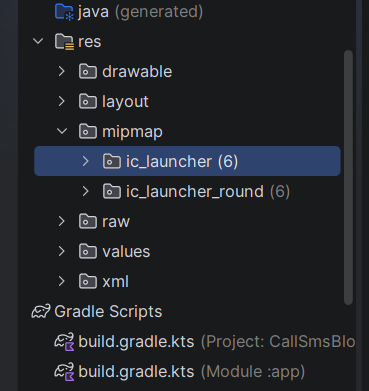 java (generated)
res
drawable
layout
mipmap
ic_launcher (6)
ic_launcher_round (6)
raw
values
xml
Gradle Scripts
build.gradle.kts (Project: CallSmsBlo
build.gradle.kts (Module :app)